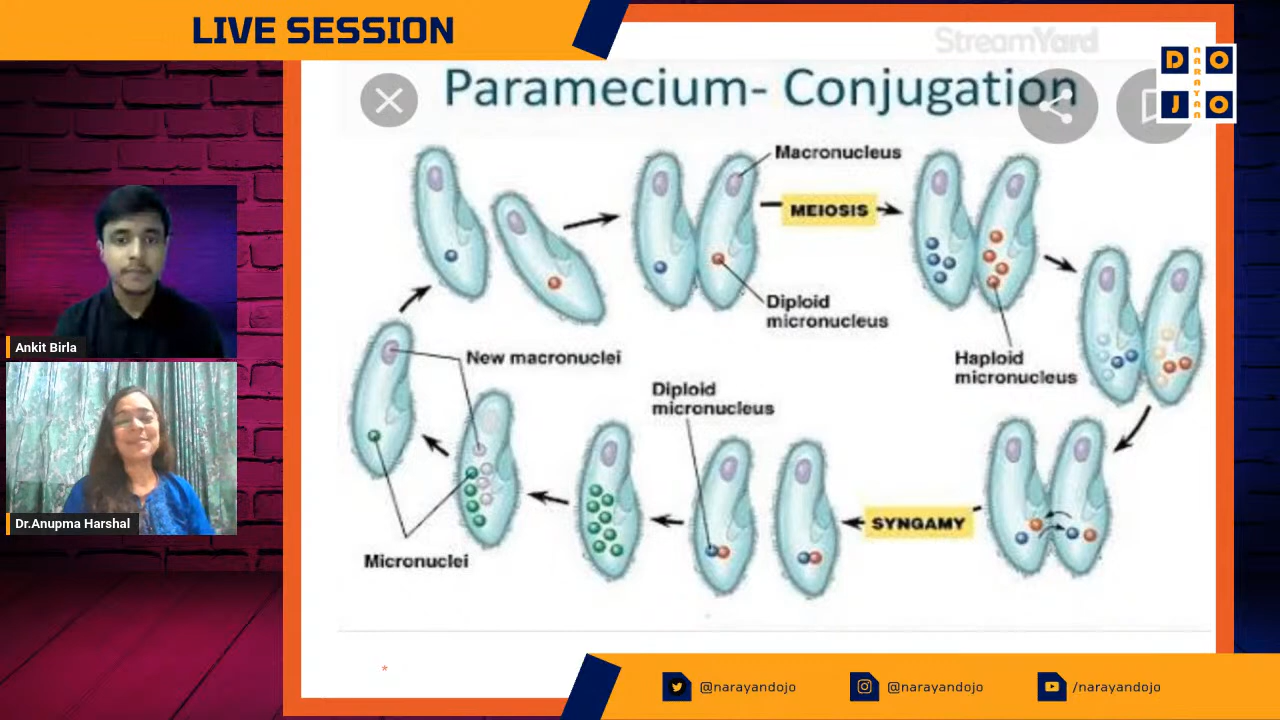 LIVE SESSION
StreamYard
D O
NARAYAN
J O
Paramecium- Conjugation
Macronucleus
MEIOSIS
Diploid
micronucleus
Haploid
micronucleus
New macronuclei
Diploid
micronucleus
SYNGAMY
Micronuclei
Ankit Birla
Dr.Anupma Harshal
*
@narayandojo
@narayandojo
/narayandojo